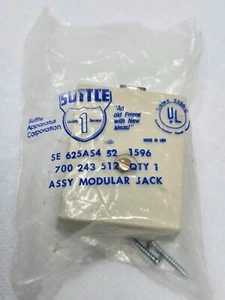 SUTTLE
1
Suttle
Apparatus
Corporation
"An
old Friend
with New
Ideas!"
UL
MADE IN USA
SE 625AS4 52 1596
700 243 512 QTY 1
ASSY MODULAR JACK